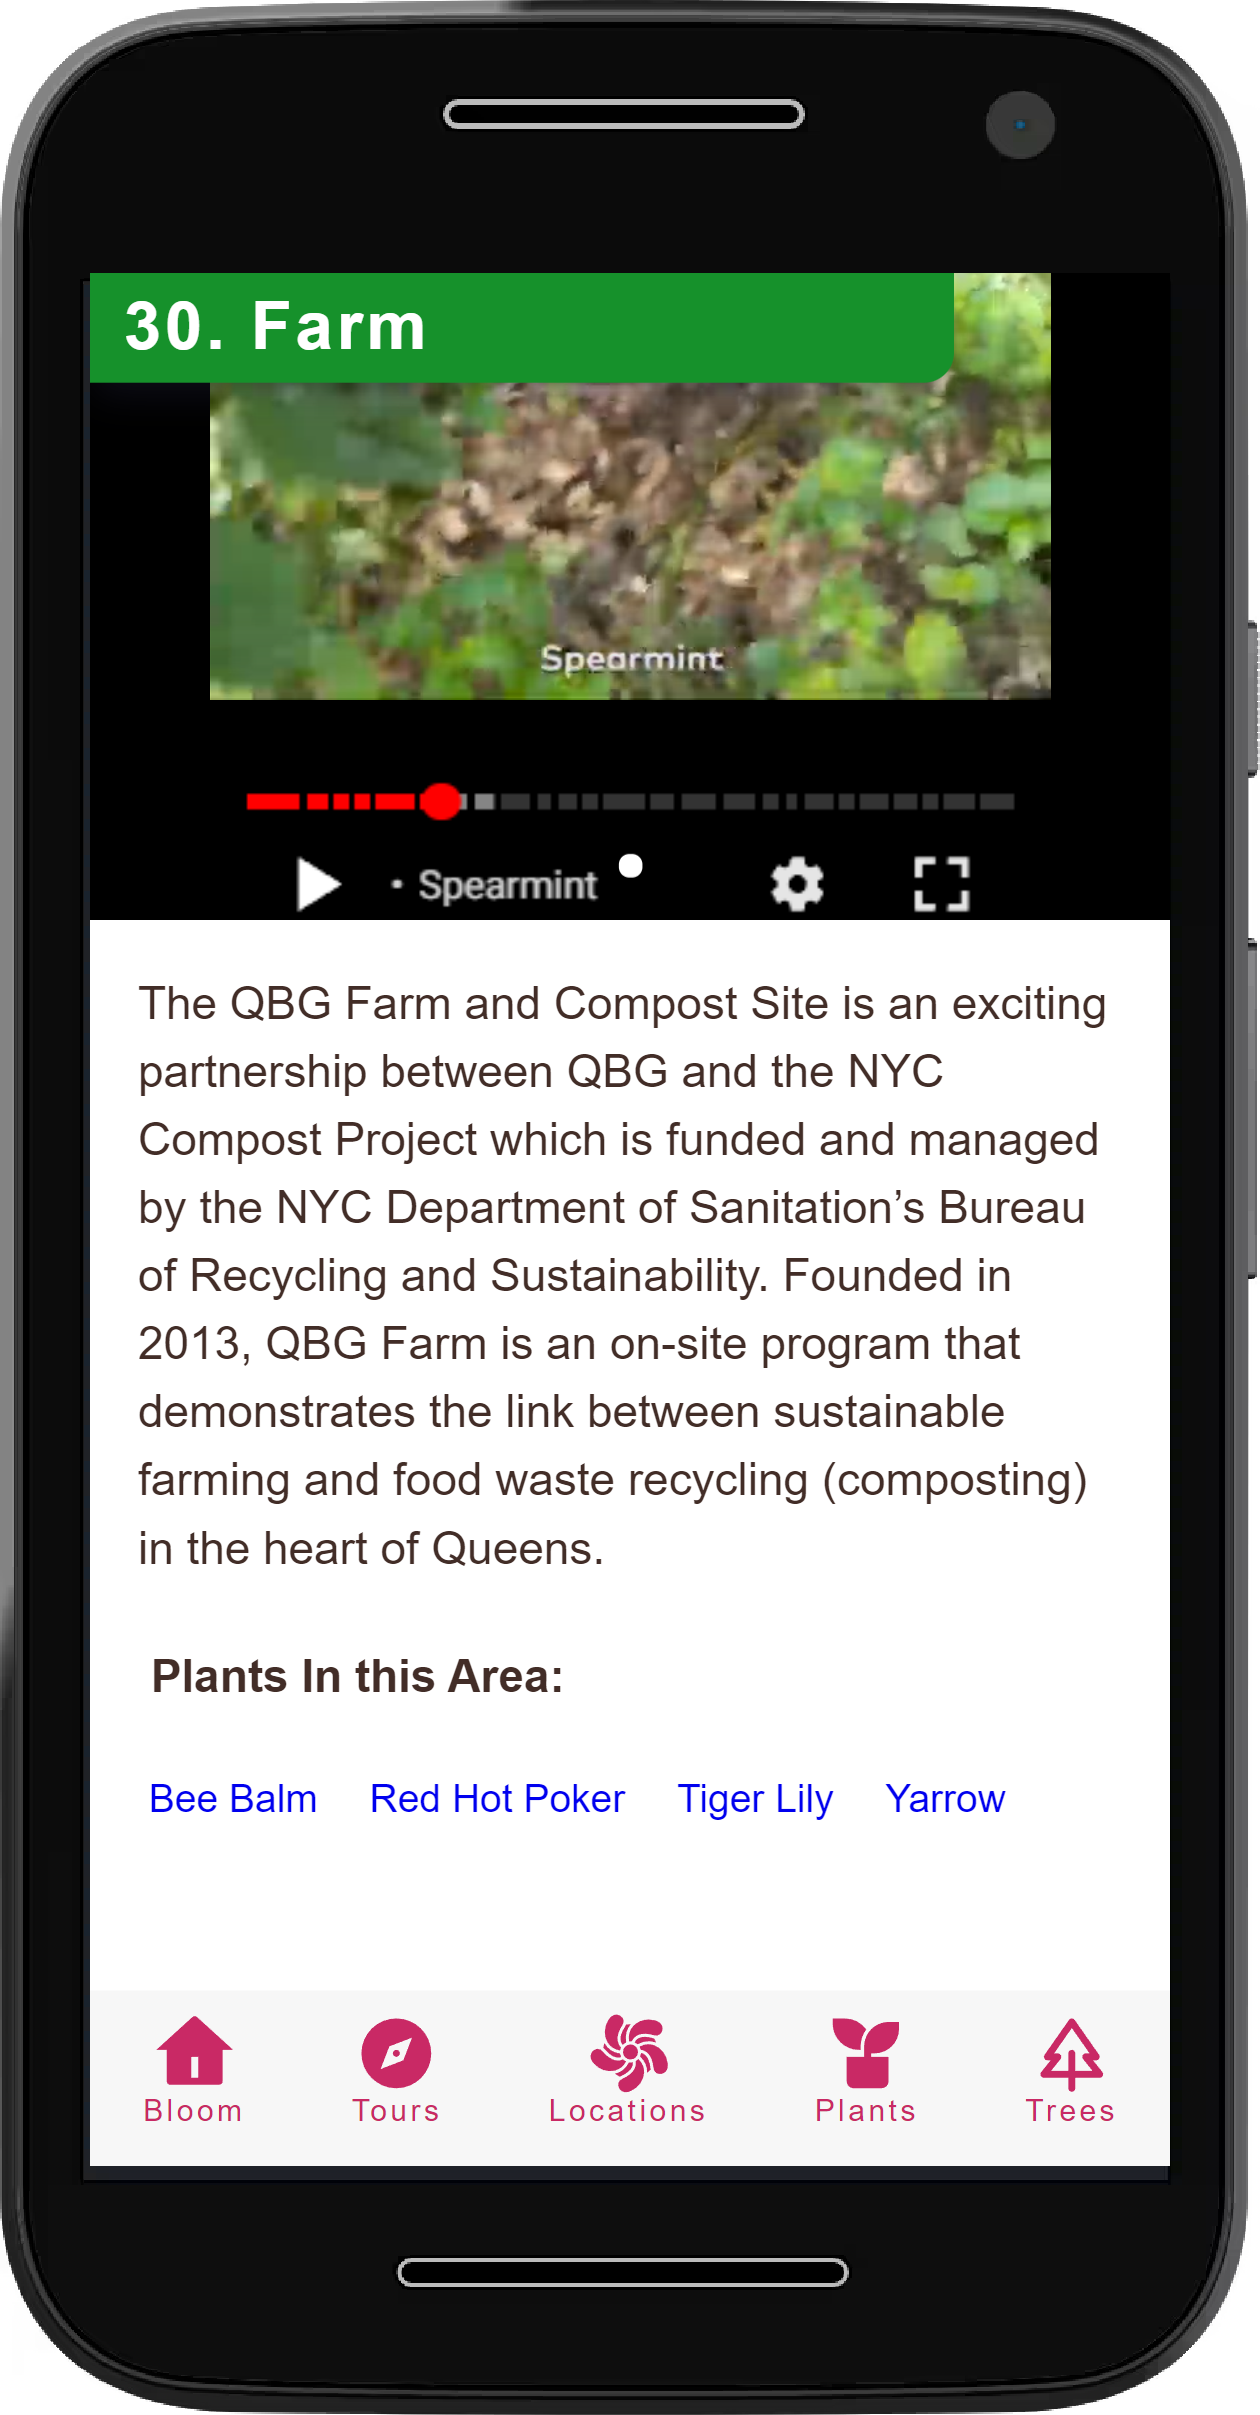 30. Farm
Spearmint
• Spearmint
The QBG Farm and Compost Site is an exciting
partnership between QBG and the NYC
Compost Project which is funded and managed
by the NYC Department of Sanitation’s Bureau
of Recycling and Sustainability. Founded in
2013, QBG Farm is an on-site program that
demonstrates the link between sustainable
farming and food waste recycling (composting)
in the heart of Queens.
Plants In this Area:
Bee Balm Red Hot Poker Tiger Lily Yarrow
Bloom Tours Locations Plants Trees